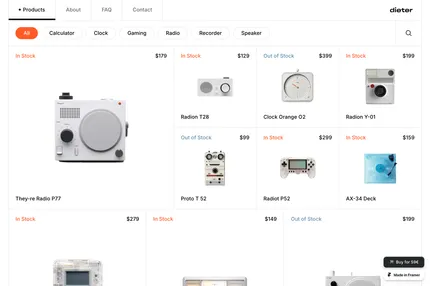 + Products
About
FAQ
Contact
dieter
All
Calculator
Clock
Gaming
Radio
Recorder
Speaker
In Stock
$179
They-re Radio P77
In Stock
$129
Radion T28
Out of Stock
$399
Clock Orange O2
In Stock
$199
Radion Y-01
Out of Stock
$99
Proto T 52
In Stock
$299
Radiot P52
In Stock
$159
AX-34 Deck
In Stock
$279
In Stock
$149
Out of Stock
$199
Buy for 59€
Made in Framer